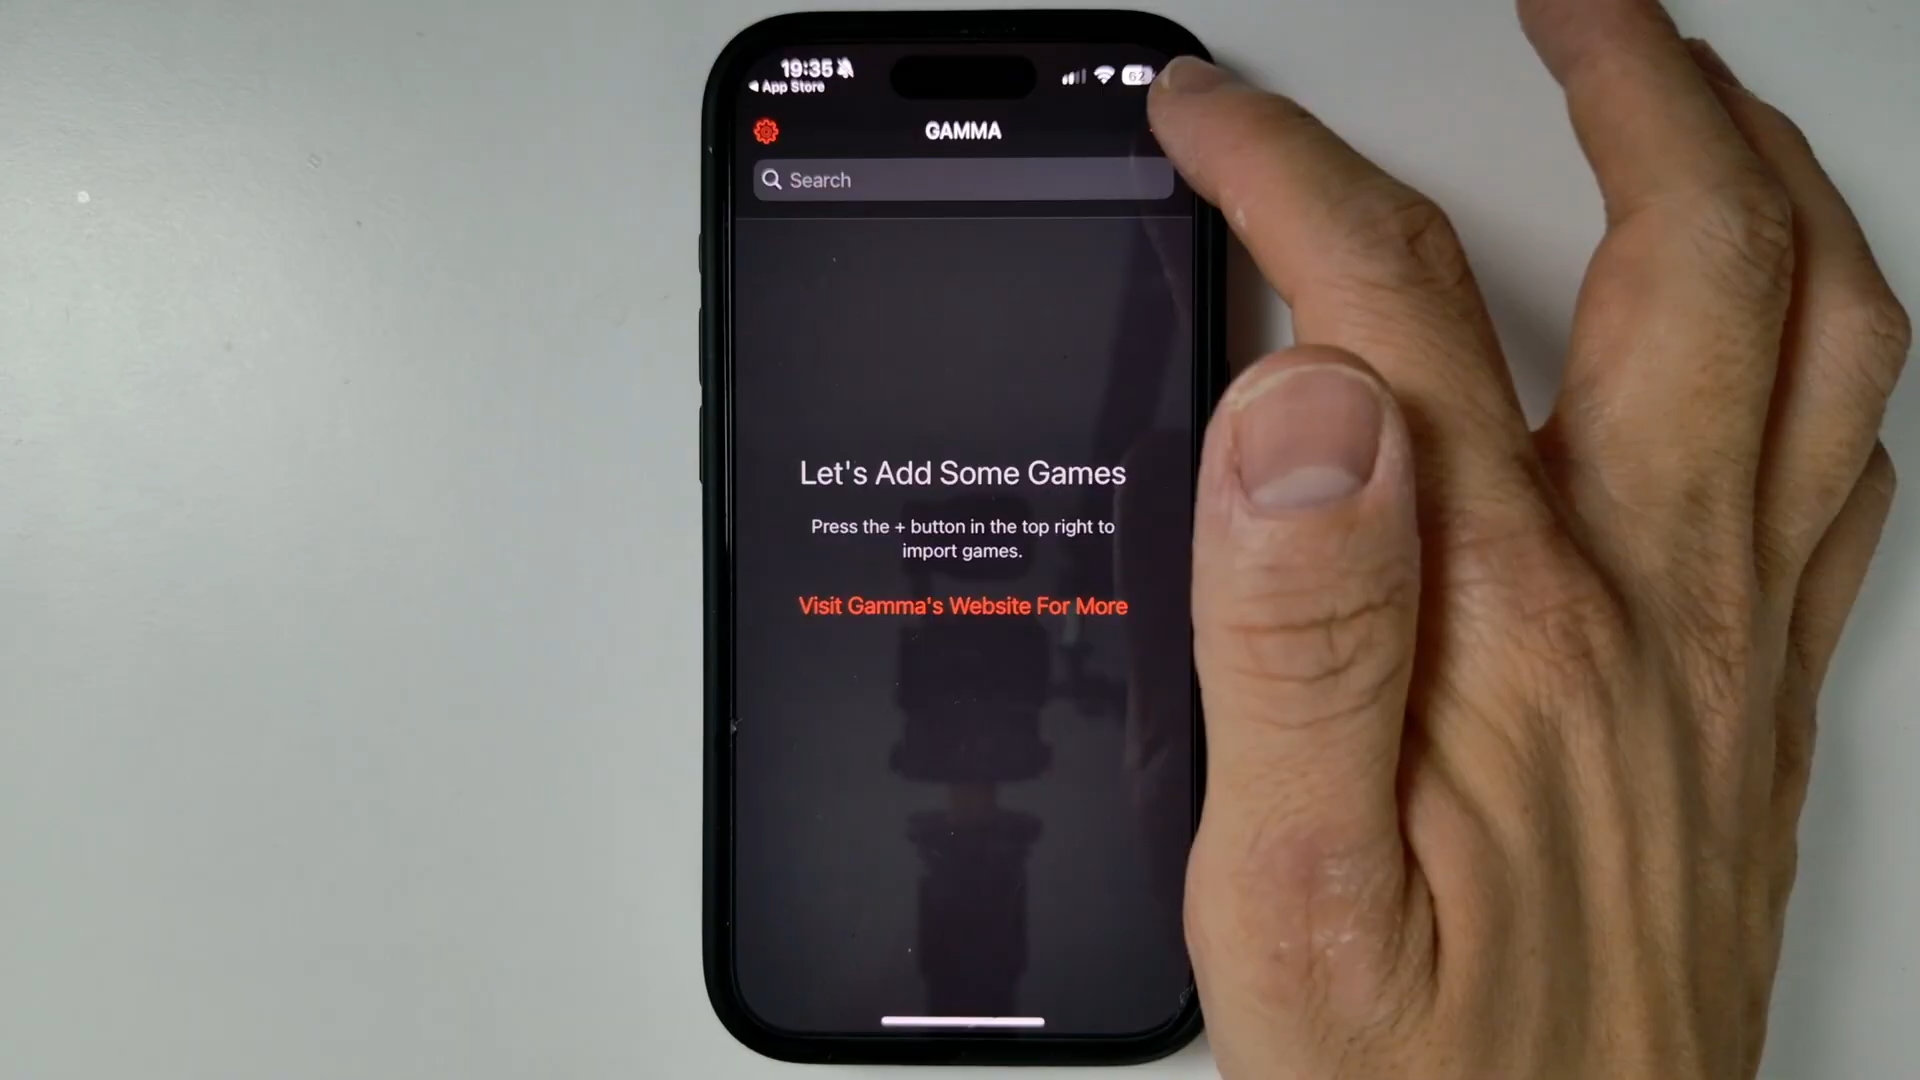 19:35
62
App Store
GAMMA
Search
Let's Add Some Games
Press the + button in the top right to
import games.
Visit Gamma's Website For More